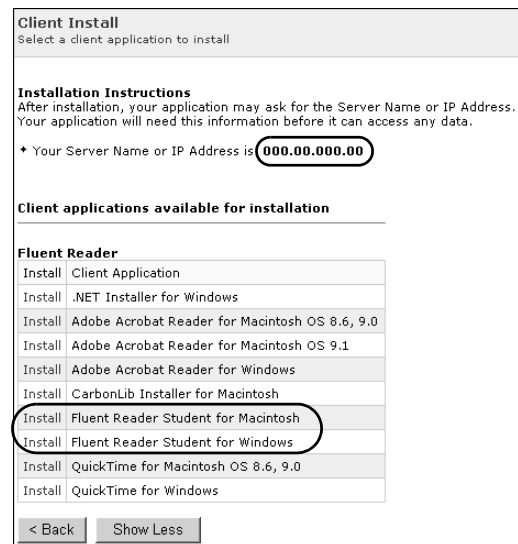 Client Install
Select a client application to install
Installation Instructions
After installation, your application may ask for the Server Name or IP Address.
Your application will need this information before it can access any data.
✦ Your Server Name or IP Address is 000.00.000.00
Client applications available for installation
Fluent Reader
Install Client Application
Install .NET Installer for Windows
Install Adobe Acrobat Reader for Macintosh OS 8.6, 9.0
Install Adobe Acrobat Reader for Macintosh OS 9.1
Install Adobe Acrobat Reader for Windows
Install CarbonLib Installer for Macintosh
Install Fluent Reader Student for Macintosh
Install Fluent Reader Student for Windows
Install QuickTime for Macintosh OS 8.6, 9.0
Install QuickTime for Windows
< Back Show Less